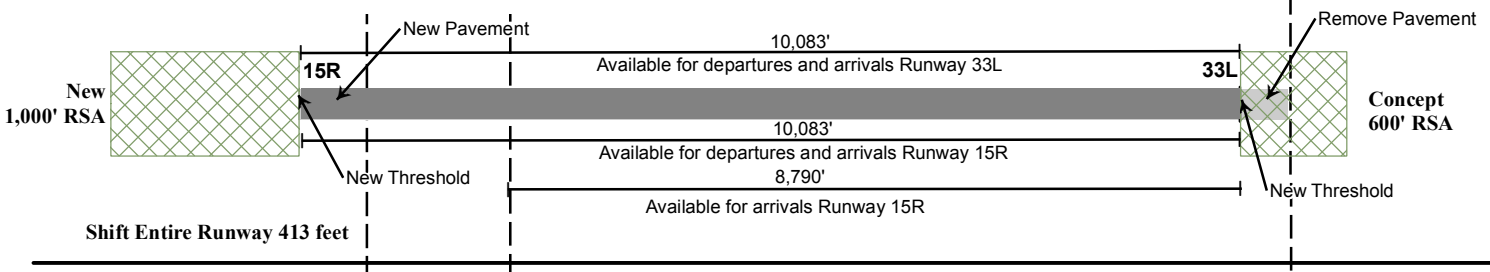 Remove Pavement
New Pavement
10,083'
Available for departures and arrivals Runway 33L
15R
33L
New
1,000' RSA
Concept
600' RSA
10,083'
Available for departures and arrivals Runway 15R
New Threshold
8,790'
New Threshold
Available for arrivals Runway 15R
Shift Entire Runway 413 feet